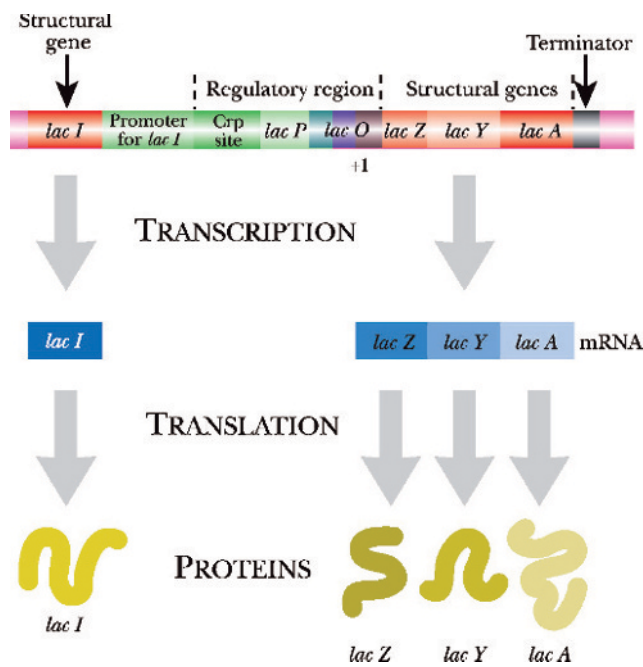 Structural
gene
Terminator
Regulatory region
Structural genes
lac I
Promoter
for lac I
Crp
site
lac P
lac O
lac Z
lac Y
lac A
+1
TRANSCRIPTION
lac I
lac Z
lac Y
lac A
mRNA
TRANSLATION
PROTEINS
lac I
lac Z
lac Y
lac A